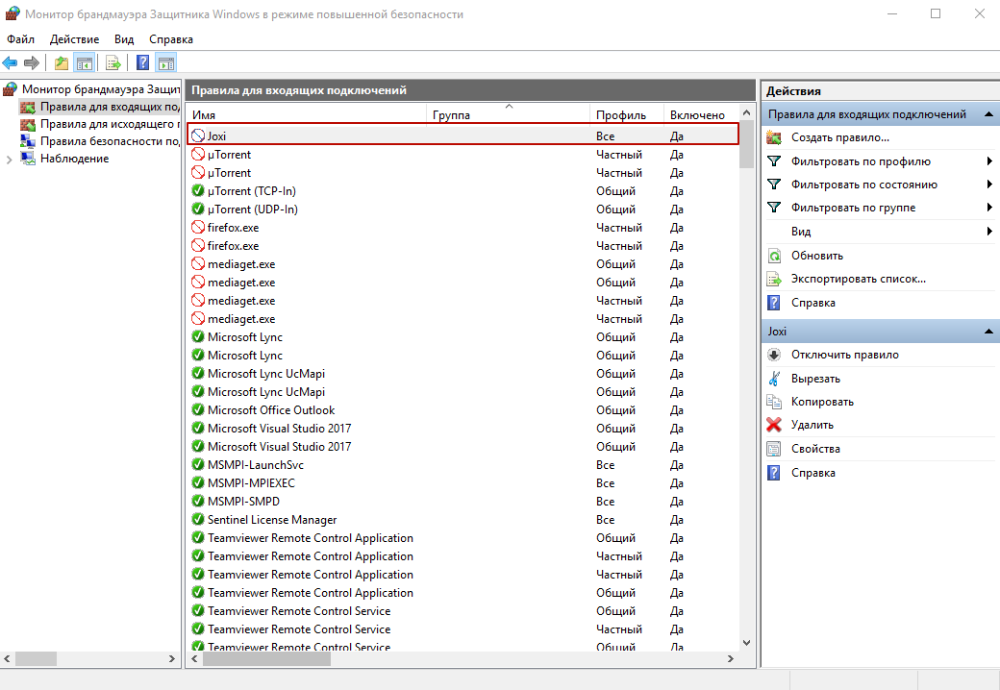 Монитор брандмауэра Защитника Windows в режиме повышенной безопасности
Файл Действие Вид Справка
Монитор брандмауэра Защит
Правила для входящих по
Правила для исходящего
Правила безопасности по
Наблюдение
Правила для входящих подключений
Имя Группа Профиль Включено
Joxi Все Да
µTorrent Частный Да
µTorrent Частный Да
µTorrent (TCP-In) Общий Да
µTorrent (UDP-In) Общий Да
firefox.exe Частный Да
firefox.exe Частный Да
mediaget.exe Общий Да
mediaget.exe Общий Да
mediaget.exe Частный Да
mediaget.exe Частный Да
Microsoft Lync Общий Да
Microsoft Lync Общий Да
Microsoft Lync UcMapi Общий Да
Microsoft Lync UcMapi Общий Да
Microsoft Office Outlook Общий Да
Microsoft Visual Studio 2017 Общий Да
Microsoft Visual Studio 2017 Общий Да
MSMPI-LaunchSvc Все Да
MSMPI-MPIEXEC Все Да
MSMPI-SMPD Все Да
Sentinel License Manager Все Да
Teamviewer Remote Control Application Общий Да
Teamviewer Remote Control Application Частный Да
Teamviewer Remote Control Application Частный Да
Teamviewer Remote Control Application Общий Да
Teamviewer Remote Control Service Общий Да
Teamviewer Remote Control Service Частный Да
Teamviewer Remote Control Service Общий Да
Действия
Правила для входящих подключений
Создать правило...
Фильтровать по профилю
Фильтровать по состоянию
Фильтровать по группе
Вид
Обновить
Экспортировать список...
Справка
Joxi
Отключить правило
Вырезать
Копировать
Удалить
Свойства
Справка